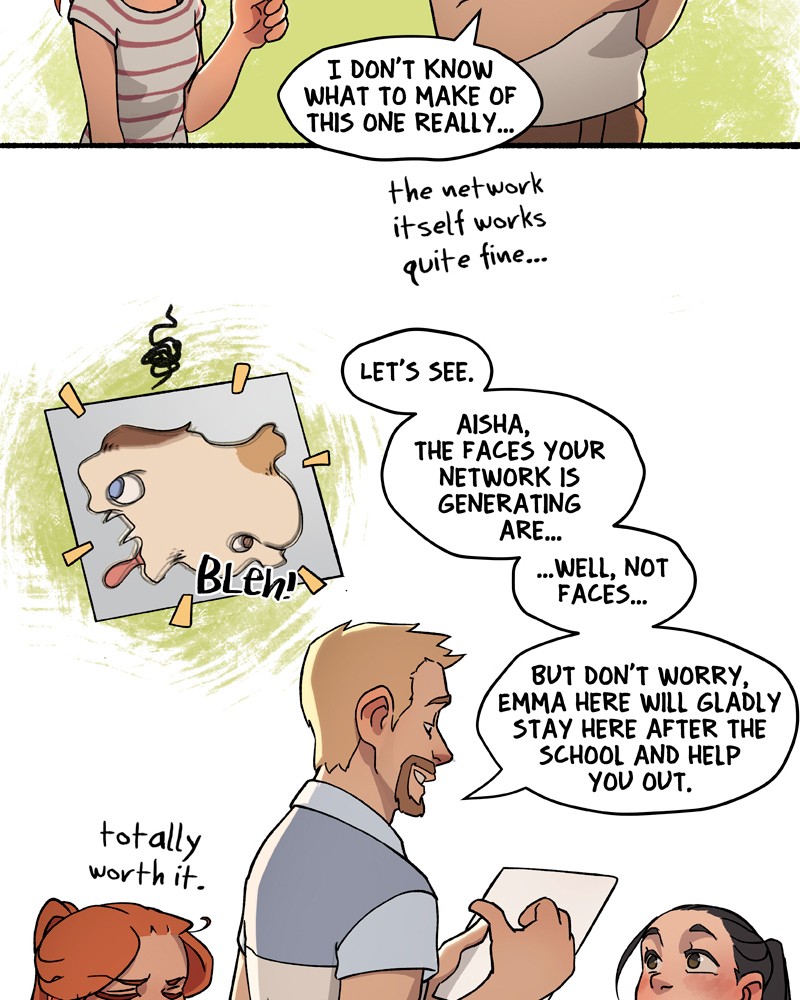 I DON'T KNOW
WHAT TO MAKE OF
THIS ONE REALLY...
the network
itself works
quite fine...
LET'S SEE.
AISHA,
THE FACES YOUR
NETWORK IS
GENERATING
ARE...
...WELL, NOT
FACES...
BLeh!
BUT DON'T WORRY,
EMMA HERE WILL GLADLY
STAY HERE AFTER THE
SCHOOL AND HELP
YOU OUT.
totally
worth it.